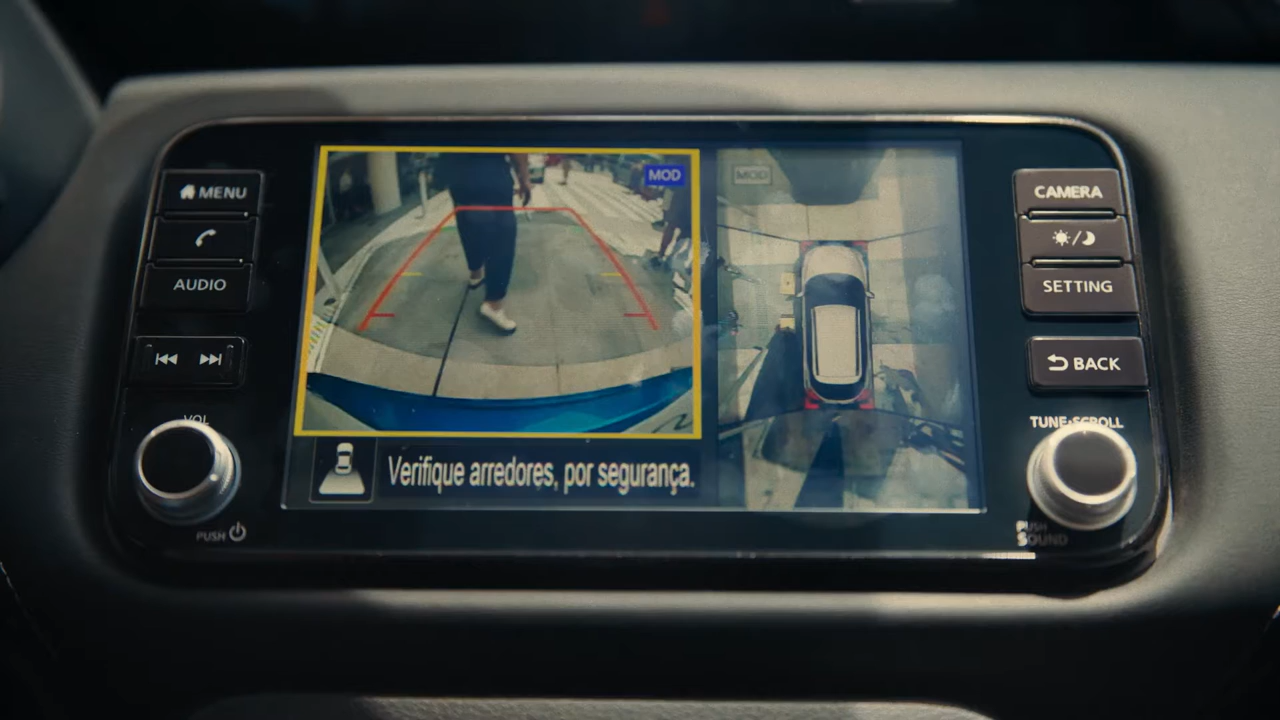 MENU
AUDIO
VOL
PUSH
MOD
MOD
Verifique arredores, por segurança.
CAMERA
SETTING
BACK
TUNE·SCROLL
PUSH
SOUND